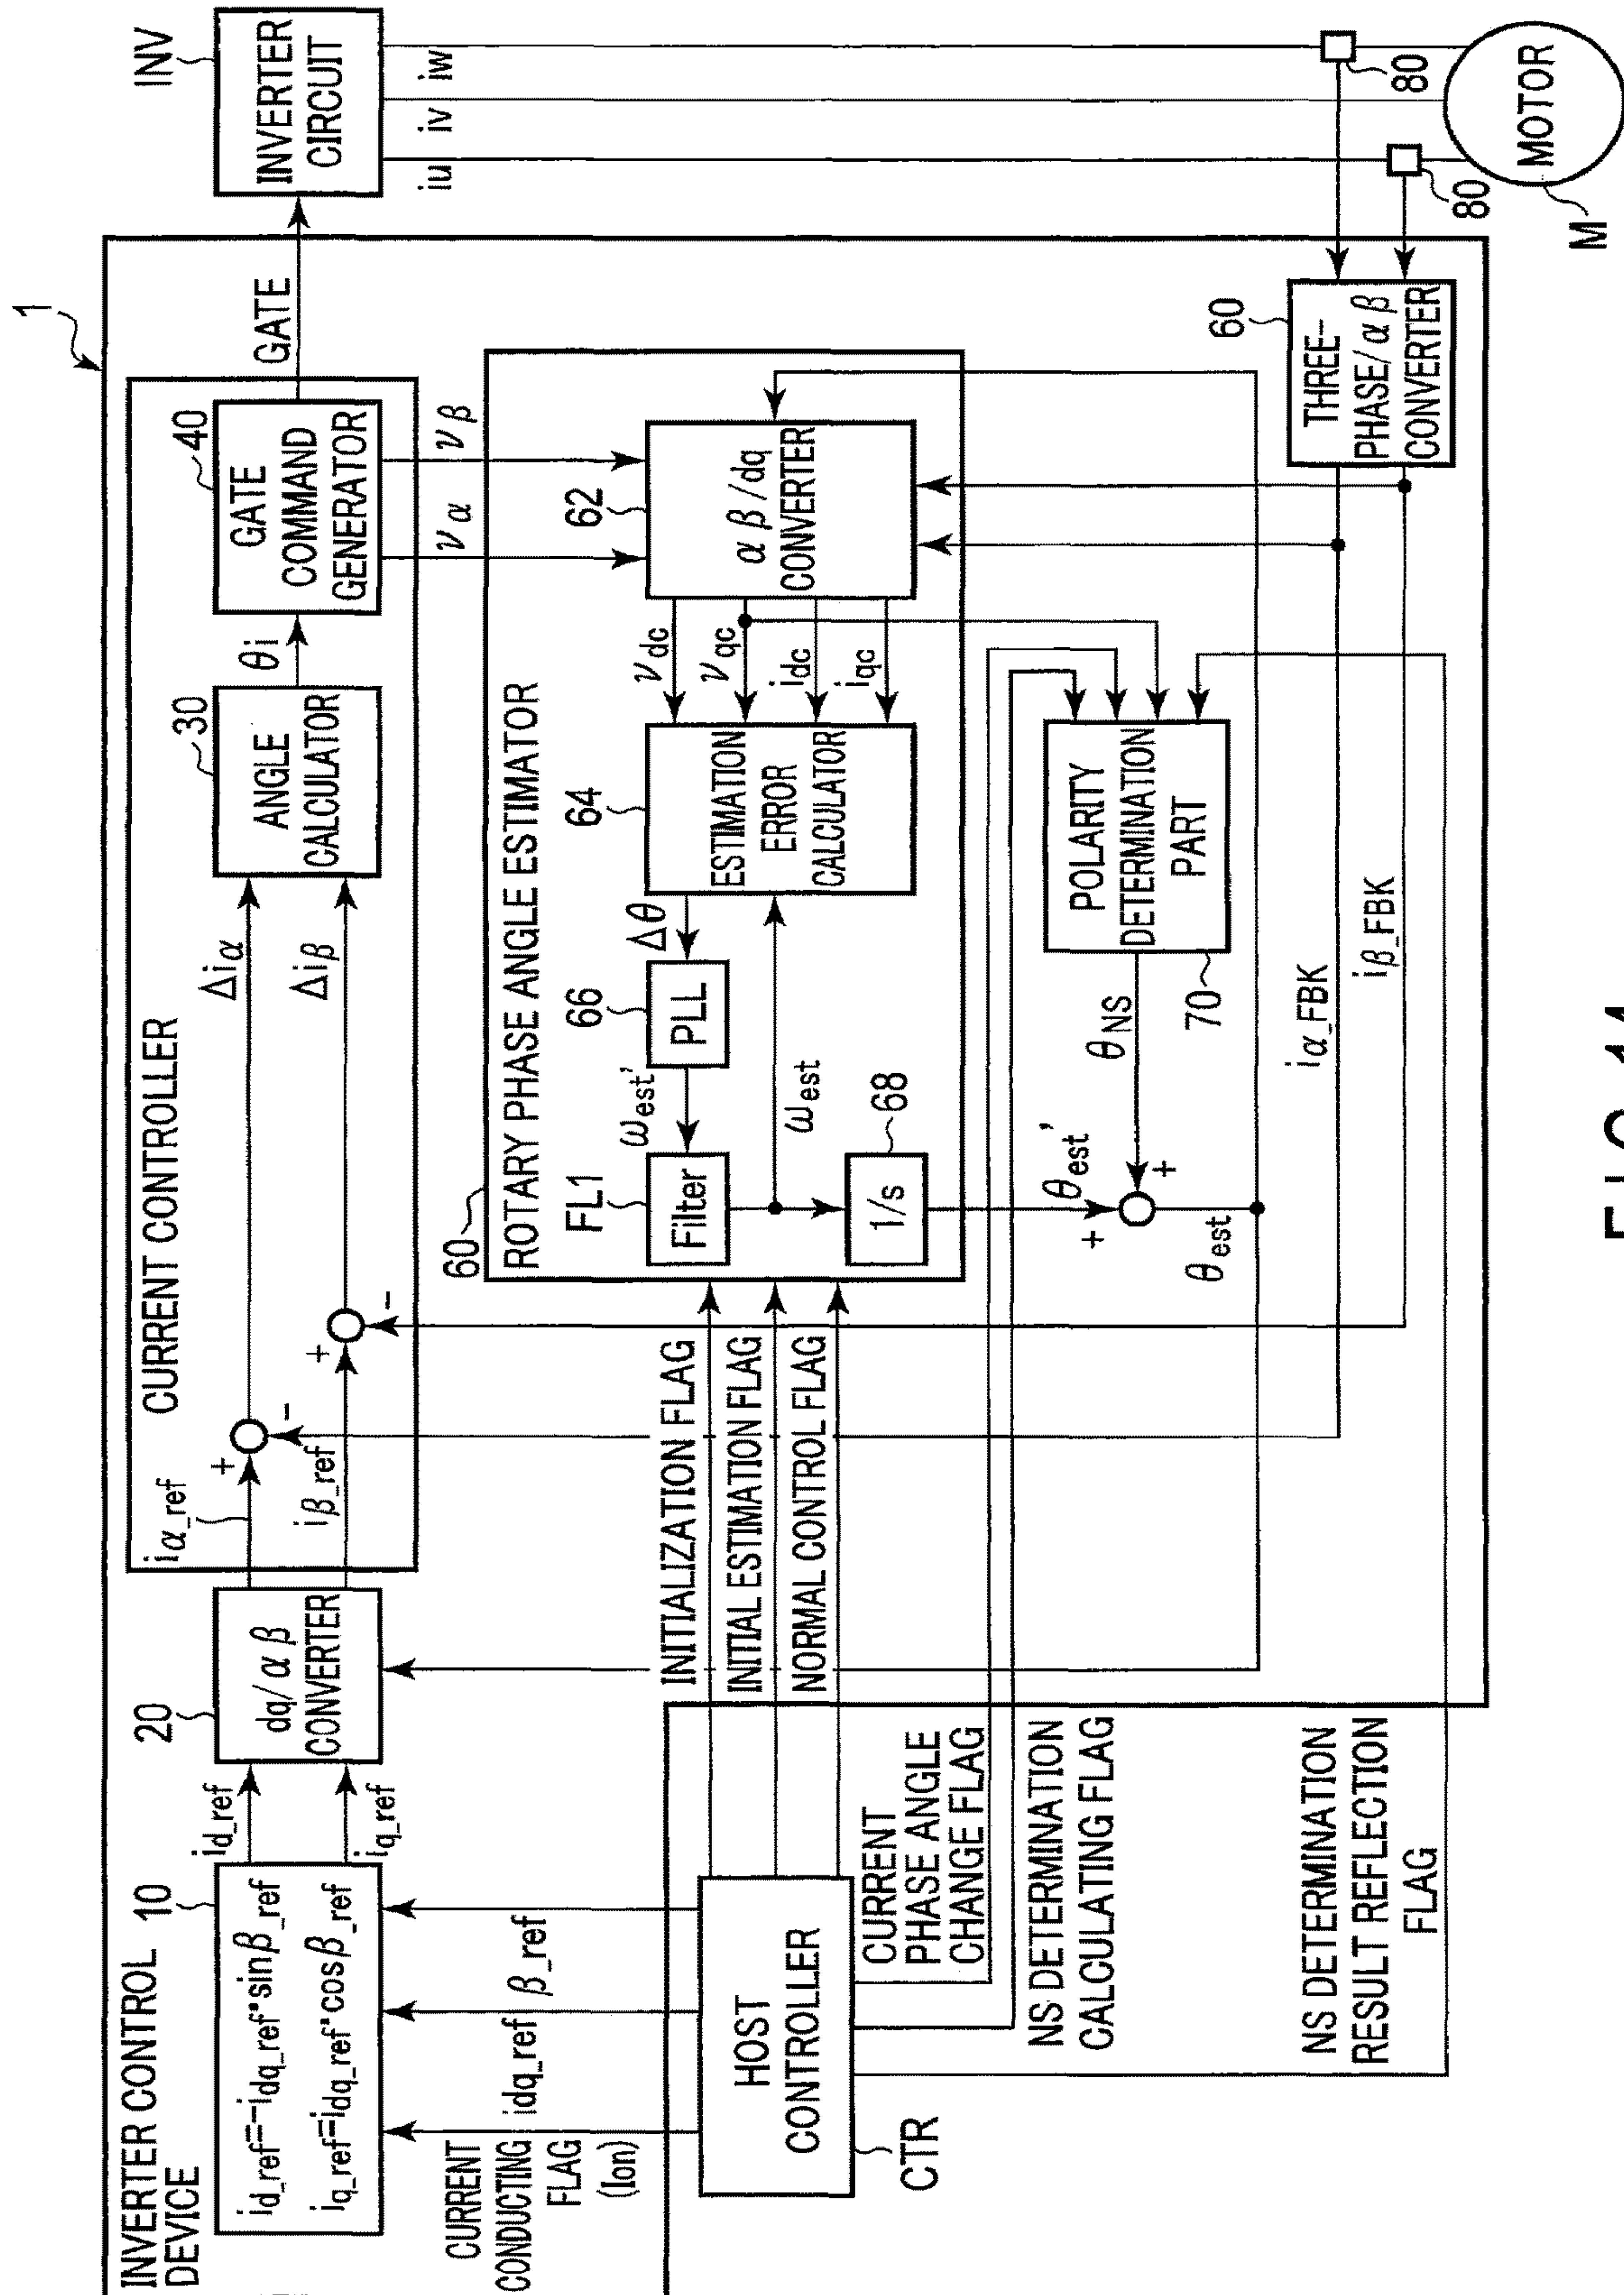 1
INVERTER CONTROL
DEVICE
10
id_ref=-idq_ref*sinβ_ref
iq_ref=idq_ref*cosβ_ref
id_ref
iq_ref
20
dq/αβ
CONVERTER
CURRENT CONTROLLER
iα_ref
iβ_ref
+
-
+
-
Δiα
Δiβ
30
ANGLE
CALCULATOR
θi
40
GATE
COMMAND
GENERATOR
GATE
INV
INVERTER
CIRCUIT
iu
iv
iw
vα
vβ
CURRENT
CONDUCTING
FLAG
(Ion)
idq_ref
β_ref
HOST
CONTROLLER
CTR
INITIALIZATION FLAG
INITIAL ESTIMATION FLAG
NORMAL CONTROL FLAG
CURRENT
PHASE ANGLE
CHANGE FLAG
NS DETERMINATION
CALCULATING FLAG
NS DETERMINATION
RESULT REFLECTION
FLAG
60
ROTARY PHASE ANGLE ESTIMATOR
FL1
Filter
ωest'
66
PLL
Δθ
64
ESTIMATION
ERROR
CALCULATOR
vdc
vqc
idc
iqc
62
αβ/dq
CONVERTER
ωest
1/s
68
θest'
+
+
θest
θNS
POLARITY
DETERMINATION
PART
70
iα_FBK
iβ_FBK
60
THREE-
PHASE/αβ
CONVERTER
80
80
MOTOR
M